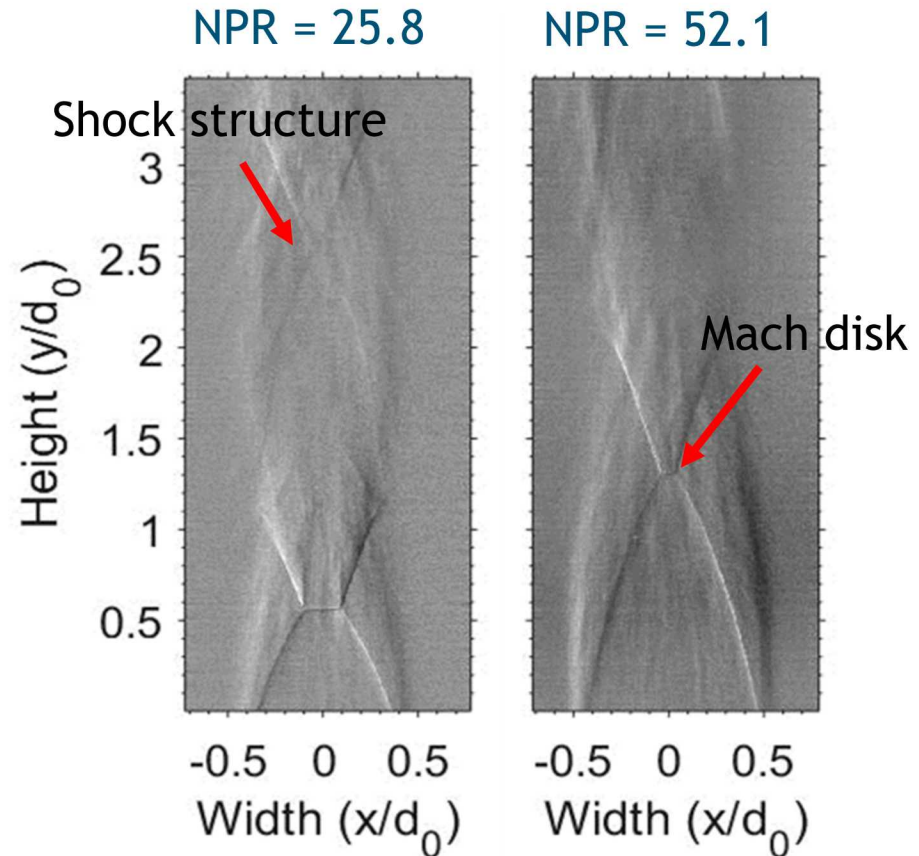 NPR = 25.8
NPR = 52.1
Shock structure
Mach disk
Height (y/d₀)
3
2.5
2
1.5
1
0.5
-0.5 0 0.5
-0.5 0 0.5
Width (x/d₀)
Width (x/d₀)